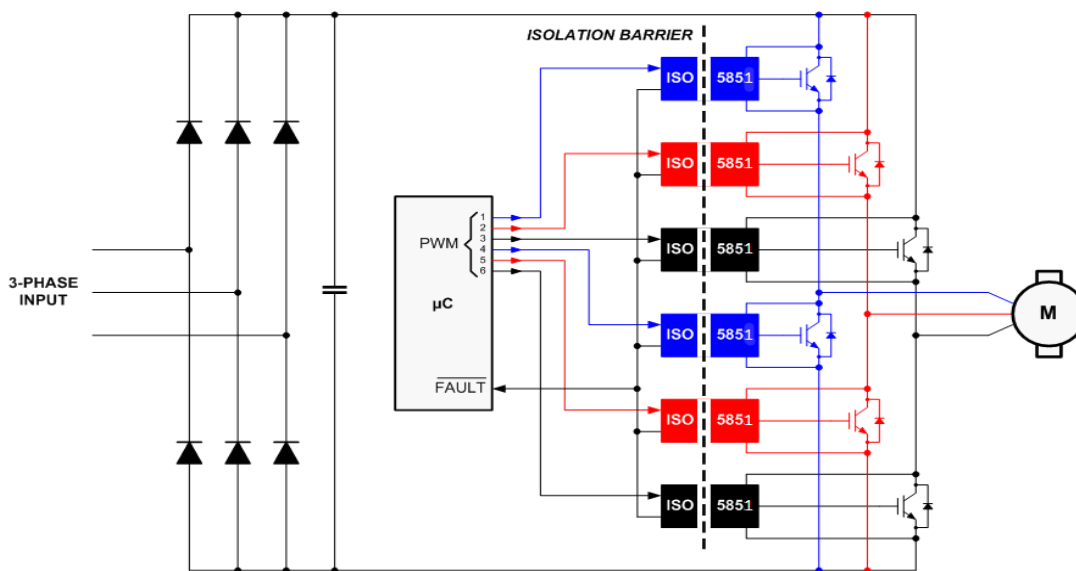 ISOLATION BARRIER
ISO 5851
ISO 5851
ISO 5851
ISO 5851
ISO 5851
ISO 5851
PWM
1
2
3
4
5
6
µC
FAULT
3-PHASE
INPUT
M